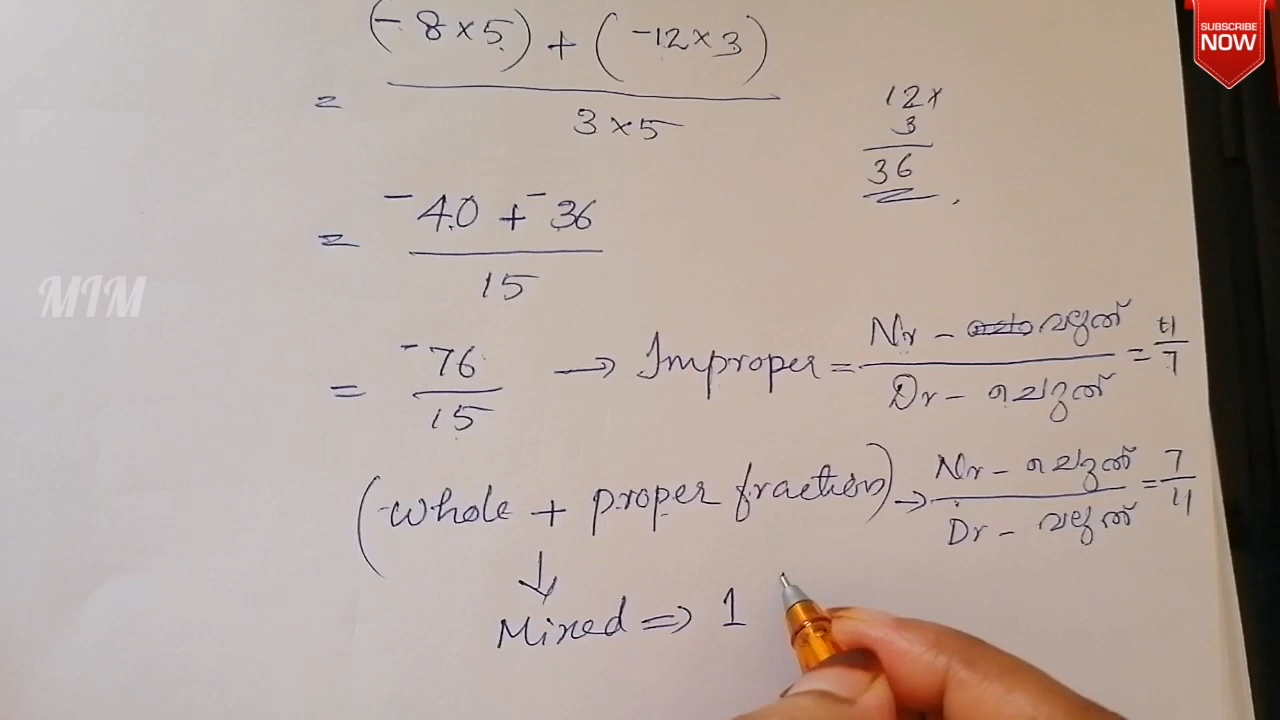 SUBSCRIBE
NOW
= (-8×5) + (-12×3) / 3×5
12×
3
36
= -40 + -36 / 15
MIM
= -76 / 15 → Improper = Nr - വലുത് / Dr - ചെറുത് = 11/7
(whole + proper fraction) → Nr - ചെറുത് / Dr - വലുത് = 7/11
↓
Mixed ⇒ 1